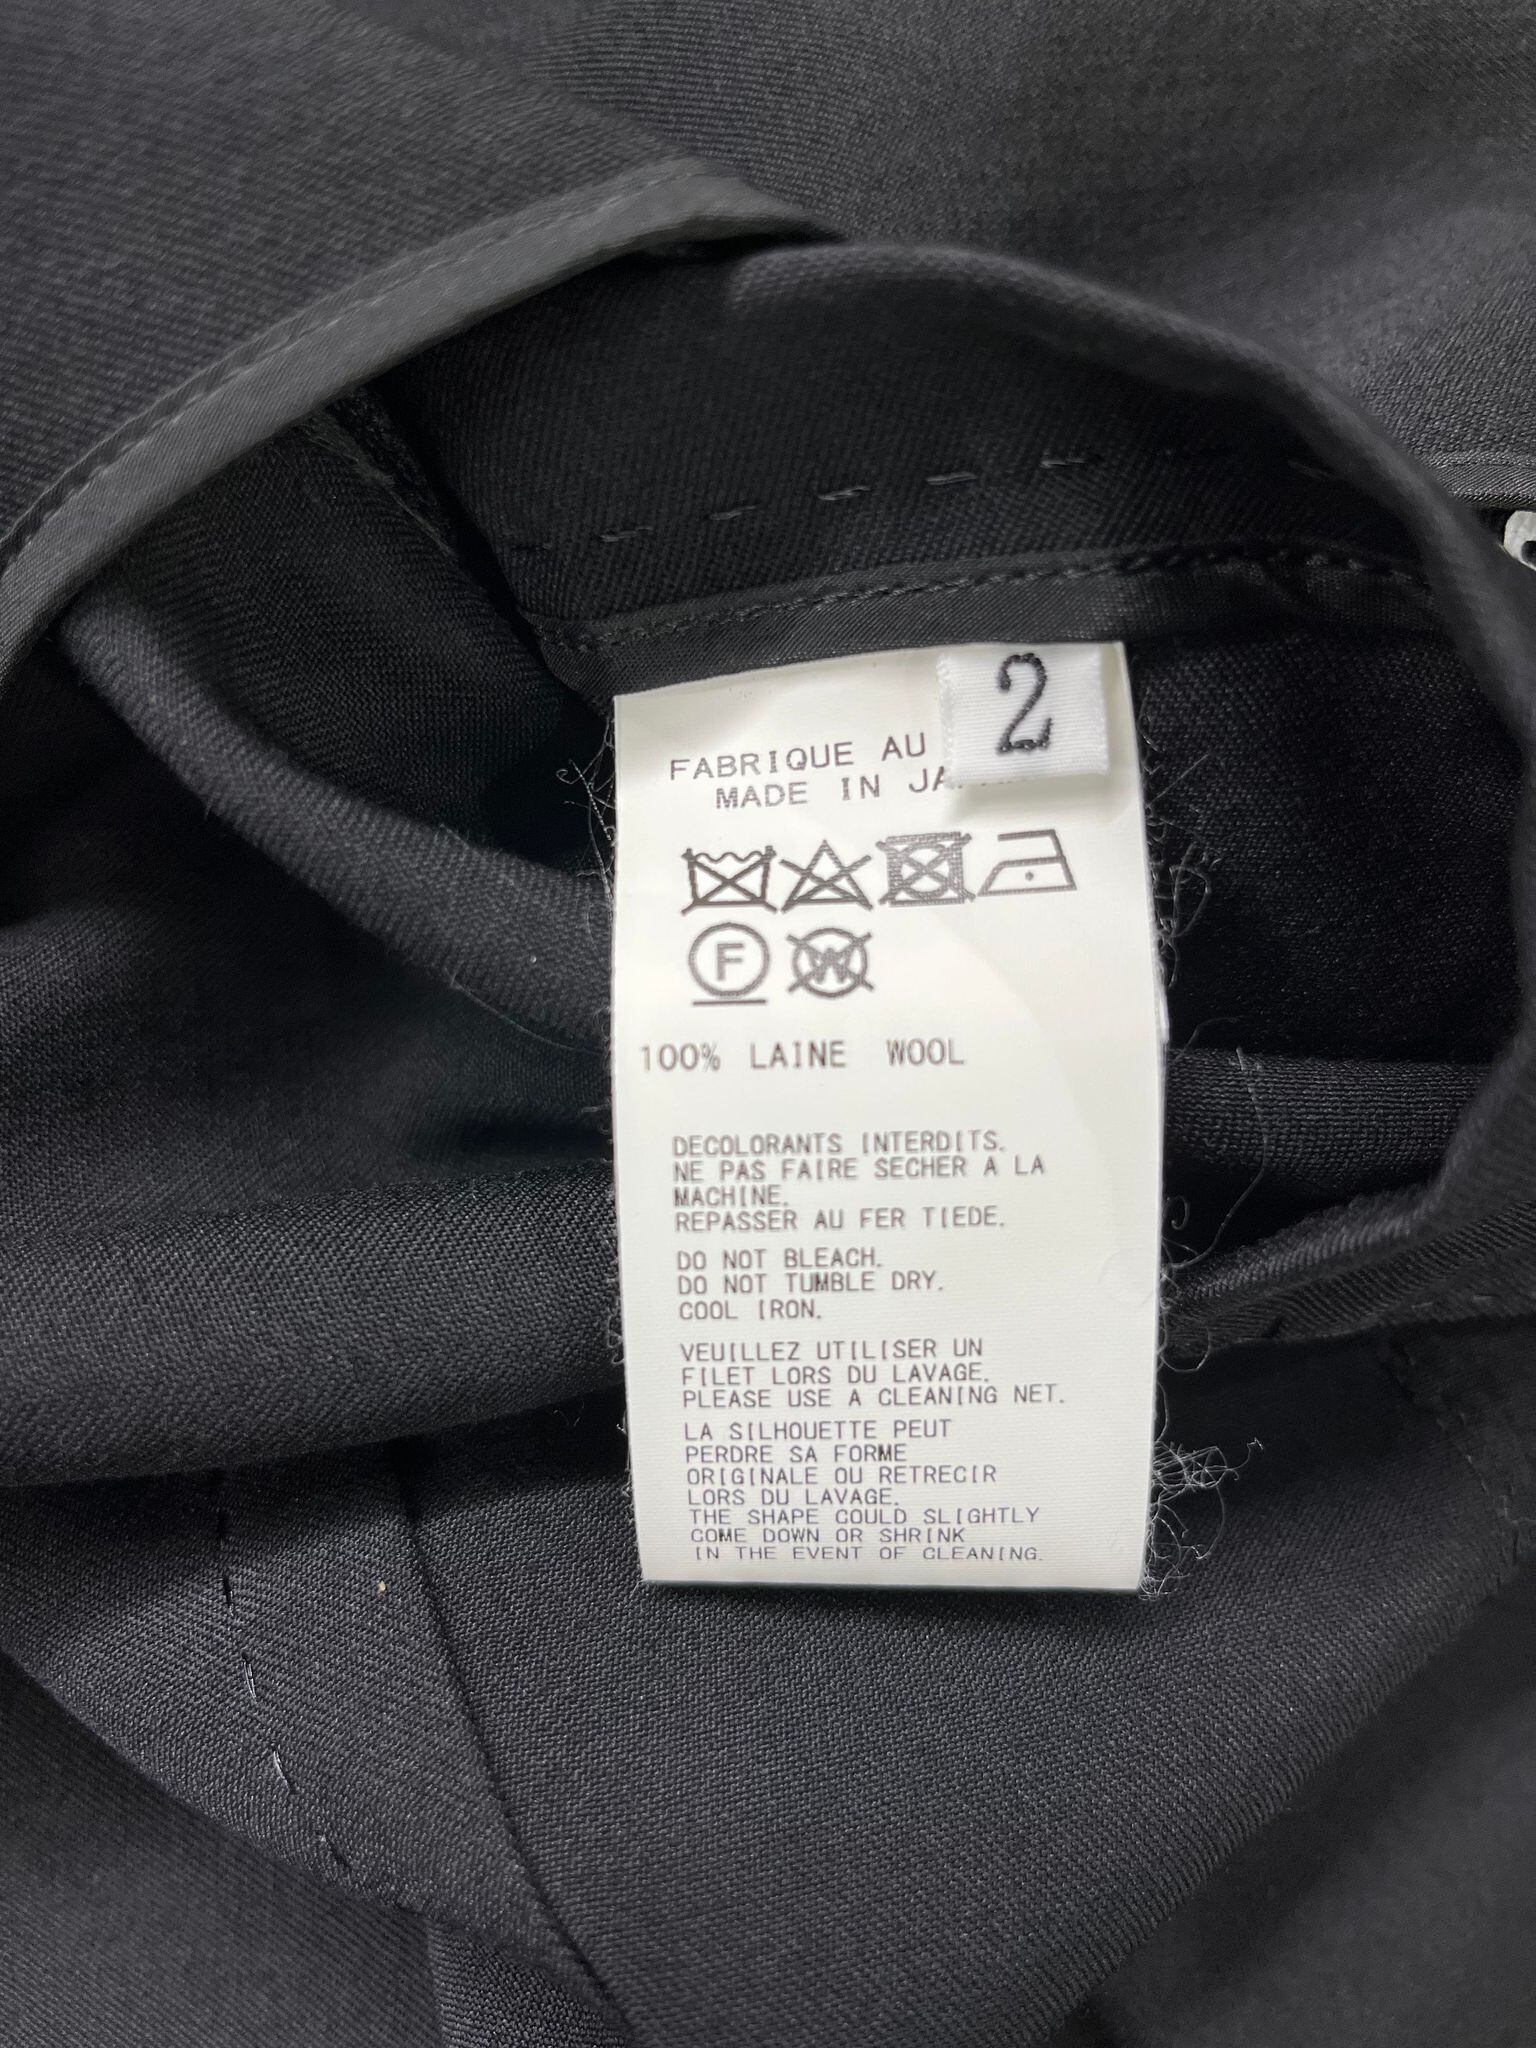 2
FABRIQUE AU
MADE IN
F
W
100% LAINE WOOL
DECOLORANTS INTERDITS.
NE PAS FAIRE SECHER A LA
MACHINE.
REPASSER AU FER TIEDE.
DO NOT BLEACH.
DO NOT TUMBLE DRY.
COOL IRON.
VEUILLEZ UTILISER UN
FILET LORS DU LAVAGE.
PLEASE USE A CLEANING NET.
LA SILHOUETTE PEUT
PERDRE SA FORME
ORIGINALE OU RETRECIR
LORS DU LAVAGE.
THE SHAPE COULD SLIGHTLY
COME DOWN OR SHRINK
IN THE EVENT OF CLEANING.